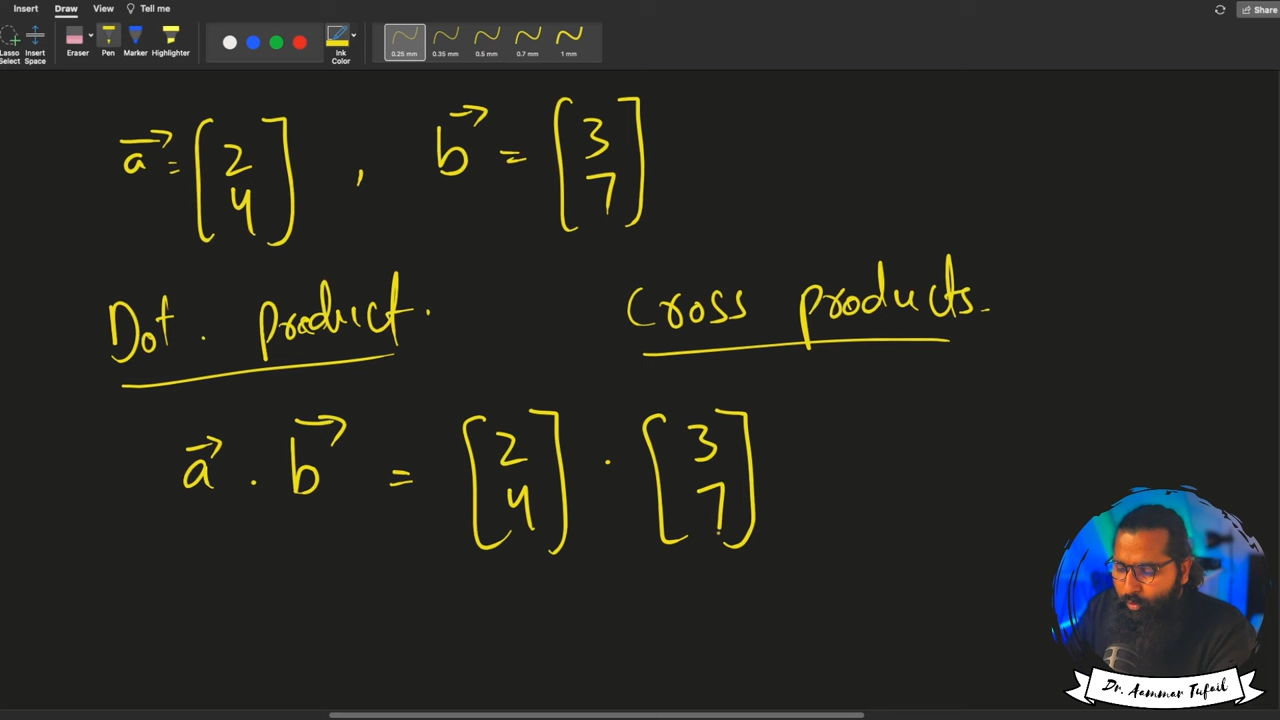 Insert Draw View Tell me
Share
Lasso Select Insert Space Eraser Pen Marker Highlighter Ink Color 0.25 mm 0.35 mm 0.5 mm 0.7 mm 1 mm
a⃗ = [2 4] , b⃗ = [3 7]
Dot. product. Cross products.
a⃗ . b⃗ = [2 4] . [3 7]
Dr. Aammar Tufail